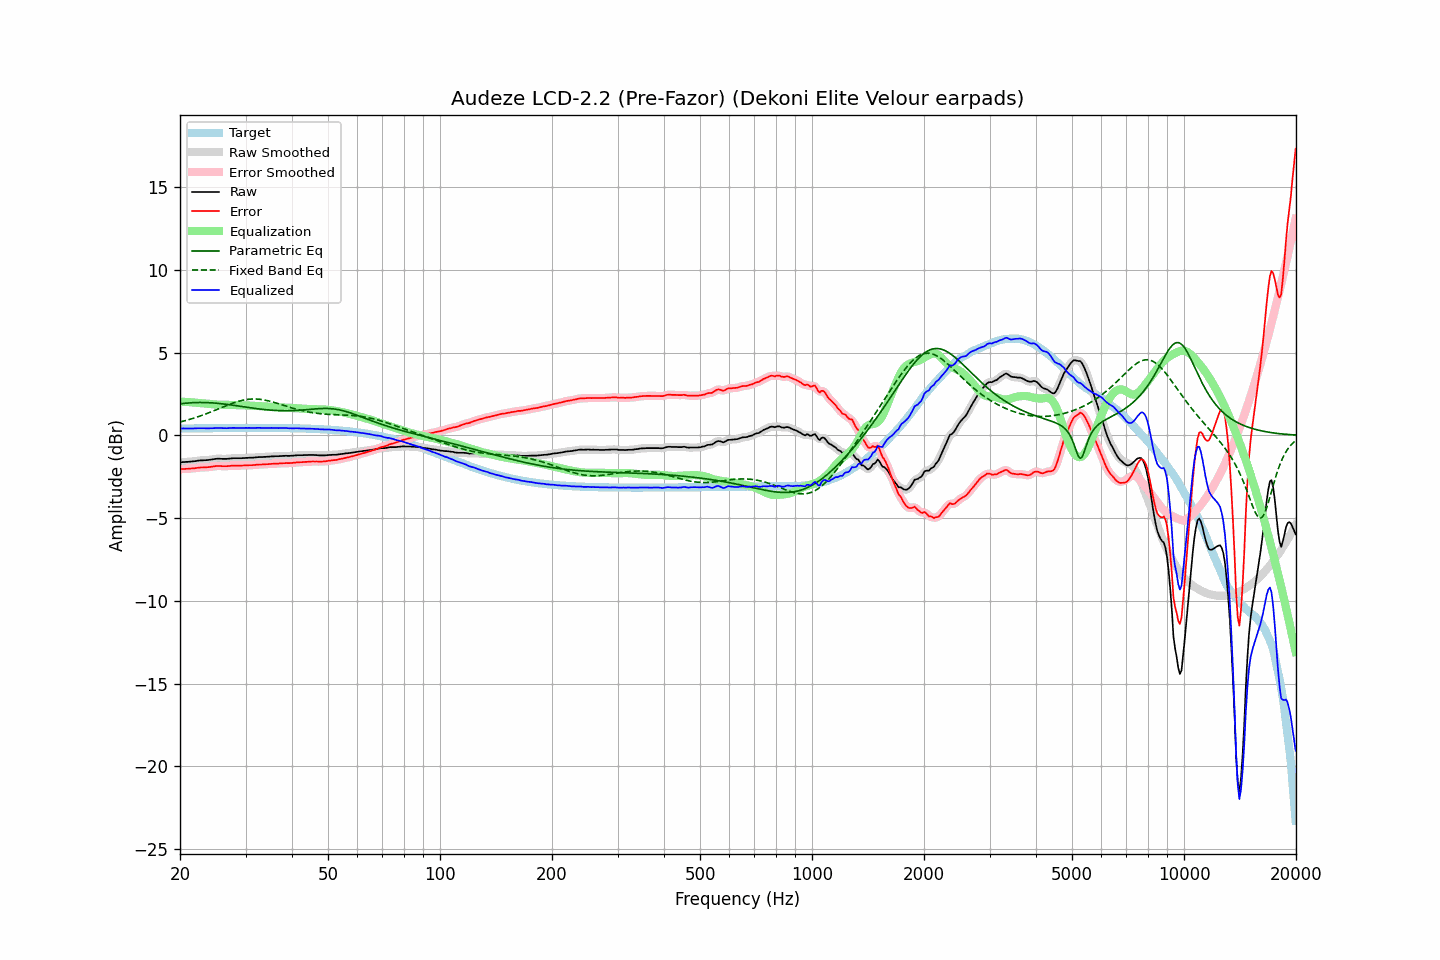 Audeze LCD-2.2 (Pre-Fazor) (Dekoni Elite Velour earpads)
Target
Raw Smoothed
Error Smoothed
Raw
Error
Equalization
Parametric Eq
Fixed Band Eq
Equalized
Amplitude (dBr)
15
10
5
0
−5
−10
−15
−20
−25
20 50 100 200 500 1000 2000 5000 10000 20000
Frequency (Hz)